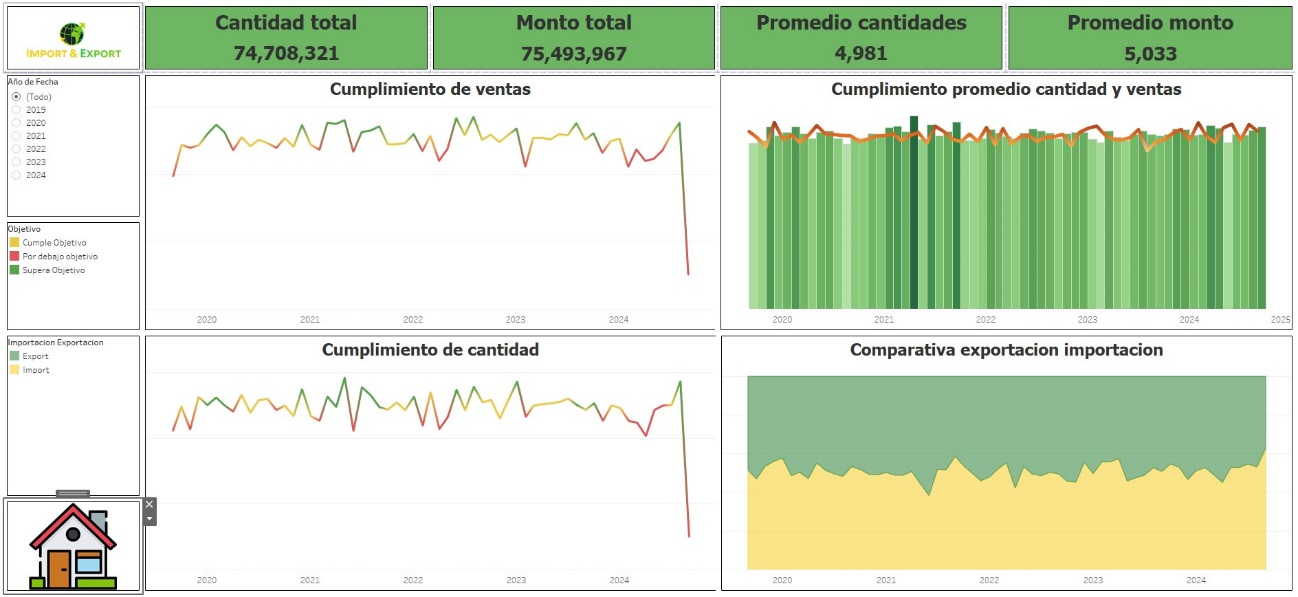 IMPORT & EXPORT
Cantidad total
74,708,321
Monto total
75,493,967
Promedio cantidades
4,981
Promedio monto
5,033
Año de Fecha
(Todo)
2019
2020
2021
2022
2023
2024
Objetivo
Cumple Objetivo
Por debajo objetivo
Supera Objetivo
Importacion Exportacion
Export
Import
Cumplimiento de ventas
2020 2021 2022 2023 2024
Cumplimiento promedio cantidad y ventas
2020 2021 2022 2023 2024 2025
Cumplimiento de cantidad
2020 2021 2022 2023 2024
Comparativa exportacion importacion
2020 2021 2022 2023 2024